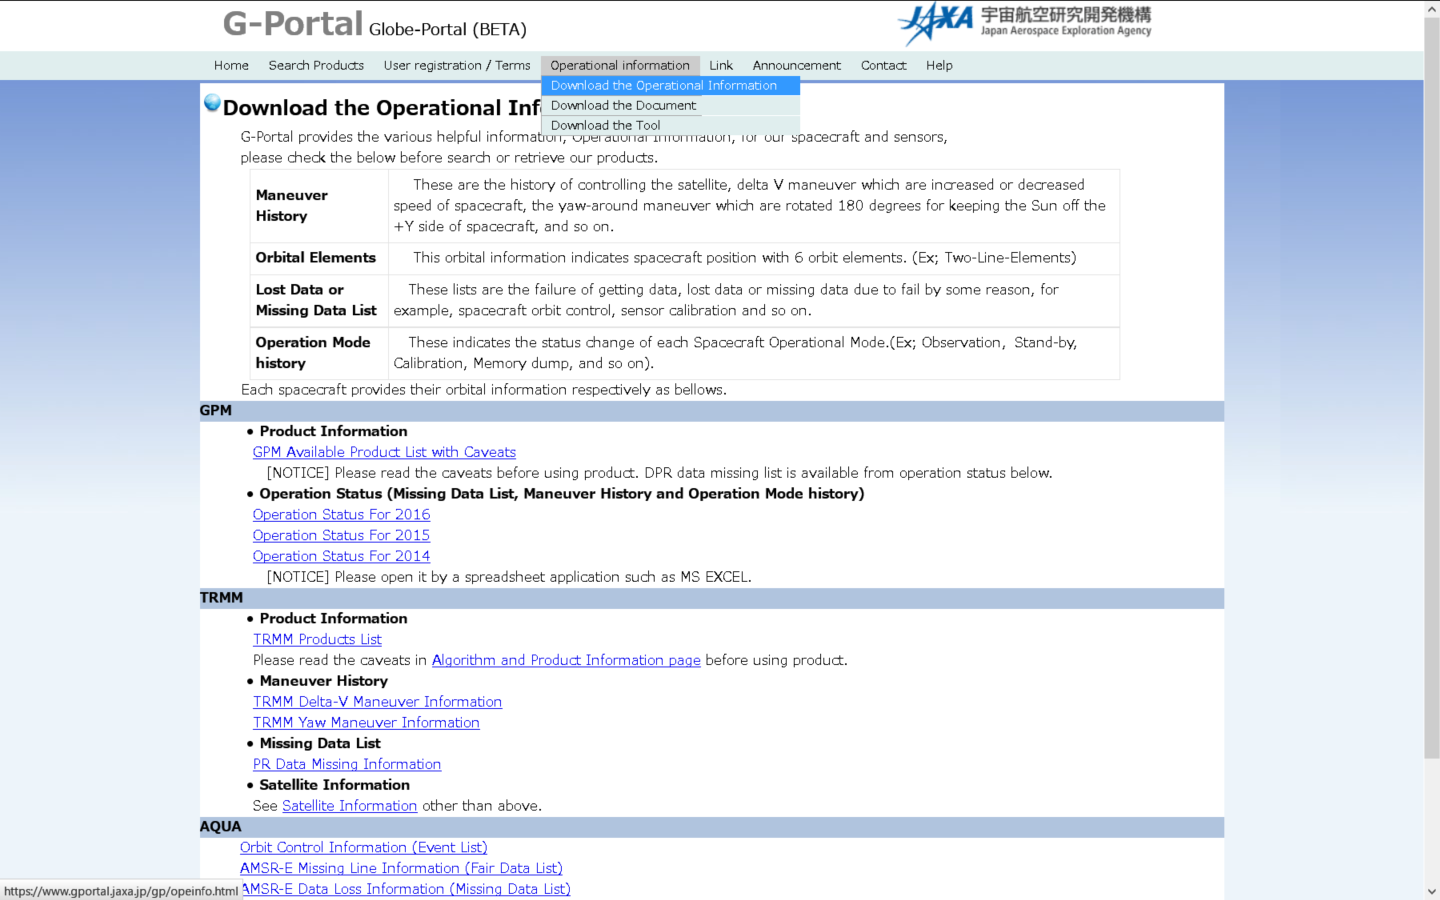 G-Portal Globe-Portal (BETA)
JAXA 宇宙航空研究開発機構
Japan Aerospace Exploration Agency
Home Search Products User registration / Terms Operational information Link Announcement Contact Help
Download the Operational Information
Download the Document
Download the Tool
Download the Operational Inf
G-Portal provides the various helpful information, Operational Information, for our spacecraft and sensors,
please check the below before search or retrieve our products.
Maneuver
History
These are the history of controlling the satellite, delta V maneuver which are increased or decreased
speed of spacecraft, the yaw-around maneuver which are rotated 180 degrees for keeping the Sun off the
+Y side of spacecraft, and so on.
Orbital Elements
This orbital information indicates spacecraft position with 6 orbit elements. (Ex; Two-Line-Elements)
Lost Data or
Missing Data List
These lists are the failure of getting data, lost data or missing data due to fail by some reason, for
example, spacecraft orbit control, sensor calibration and so on.
Operation Mode
history
These indicates the status change of each Spacecraft Operational Mode.(Ex; Observation, Stand-by,
Calibration, Memory dump, and so on).
Each spacecraft provides their orbital information respectively as bellows.
GPM
• Product Information
GPM Available Product List with Caveats
[NOTICE] Please read the caveats before using product. DPR data missing list is available from operation status below.
• Operation Status (Missing Data List, Maneuver History and Operation Mode history)
Operation Status For 2016
Operation Status For 2015
Operation Status For 2014
[NOTICE] Please open it by a spreadsheet application such as MS EXCEL.
TRMM
• Product Information
TRMM Products List
Please read the caveats in Algorithm and Product Information page before using product.
• Maneuver History
TRMM Delta-V Maneuver Information
TRMM Yaw Maneuver Information
• Missing Data List
PR Data Missing Information
• Satellite Information
See Satellite Information other than above.
AQUA
Orbit Control Information (Event List)
AMSR-E Missing Line Information (Fair Data List)
AMSR-E Data Loss Information (Missing Data List)
https://www.gportal.jaxa.jp/gp/opeinfo.html